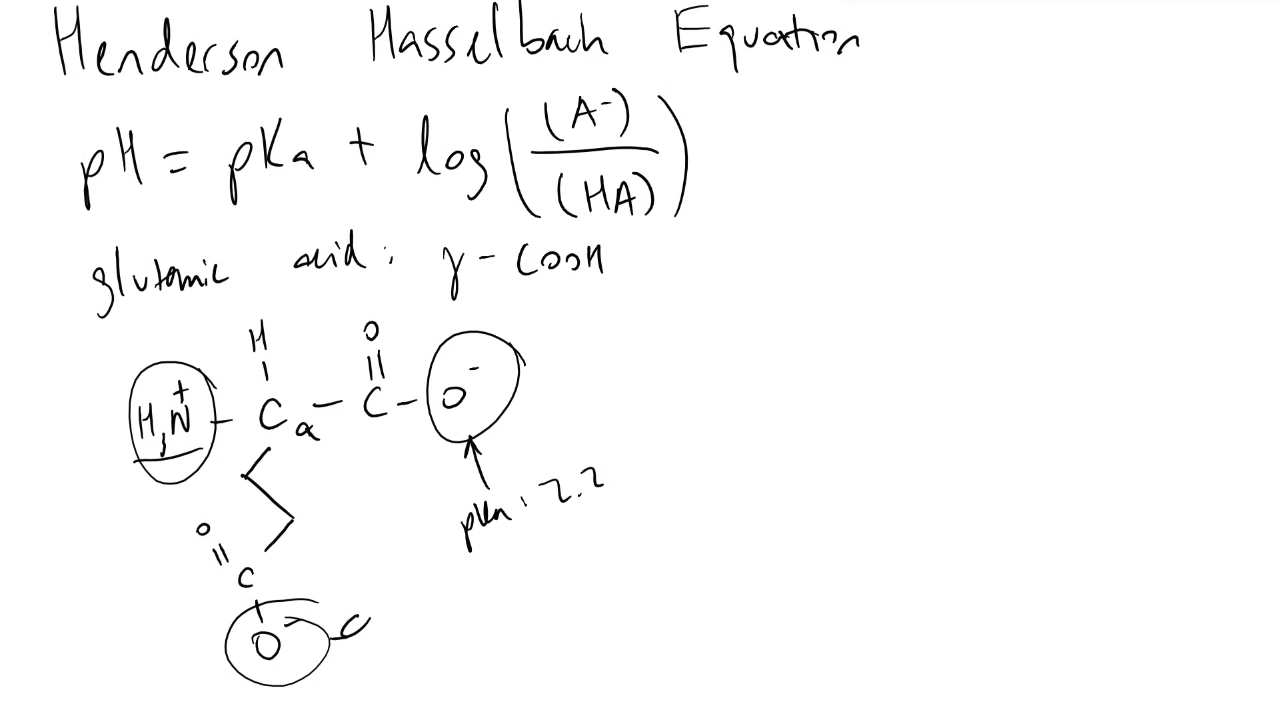 Henderson Hasselbach Equation
pH = pKa + log ( (A-) / (HA) )
glutamic acid: γ - COOH
H O
H3N+ - Cα - C - O-
pKa: 2.2
O
C
O-